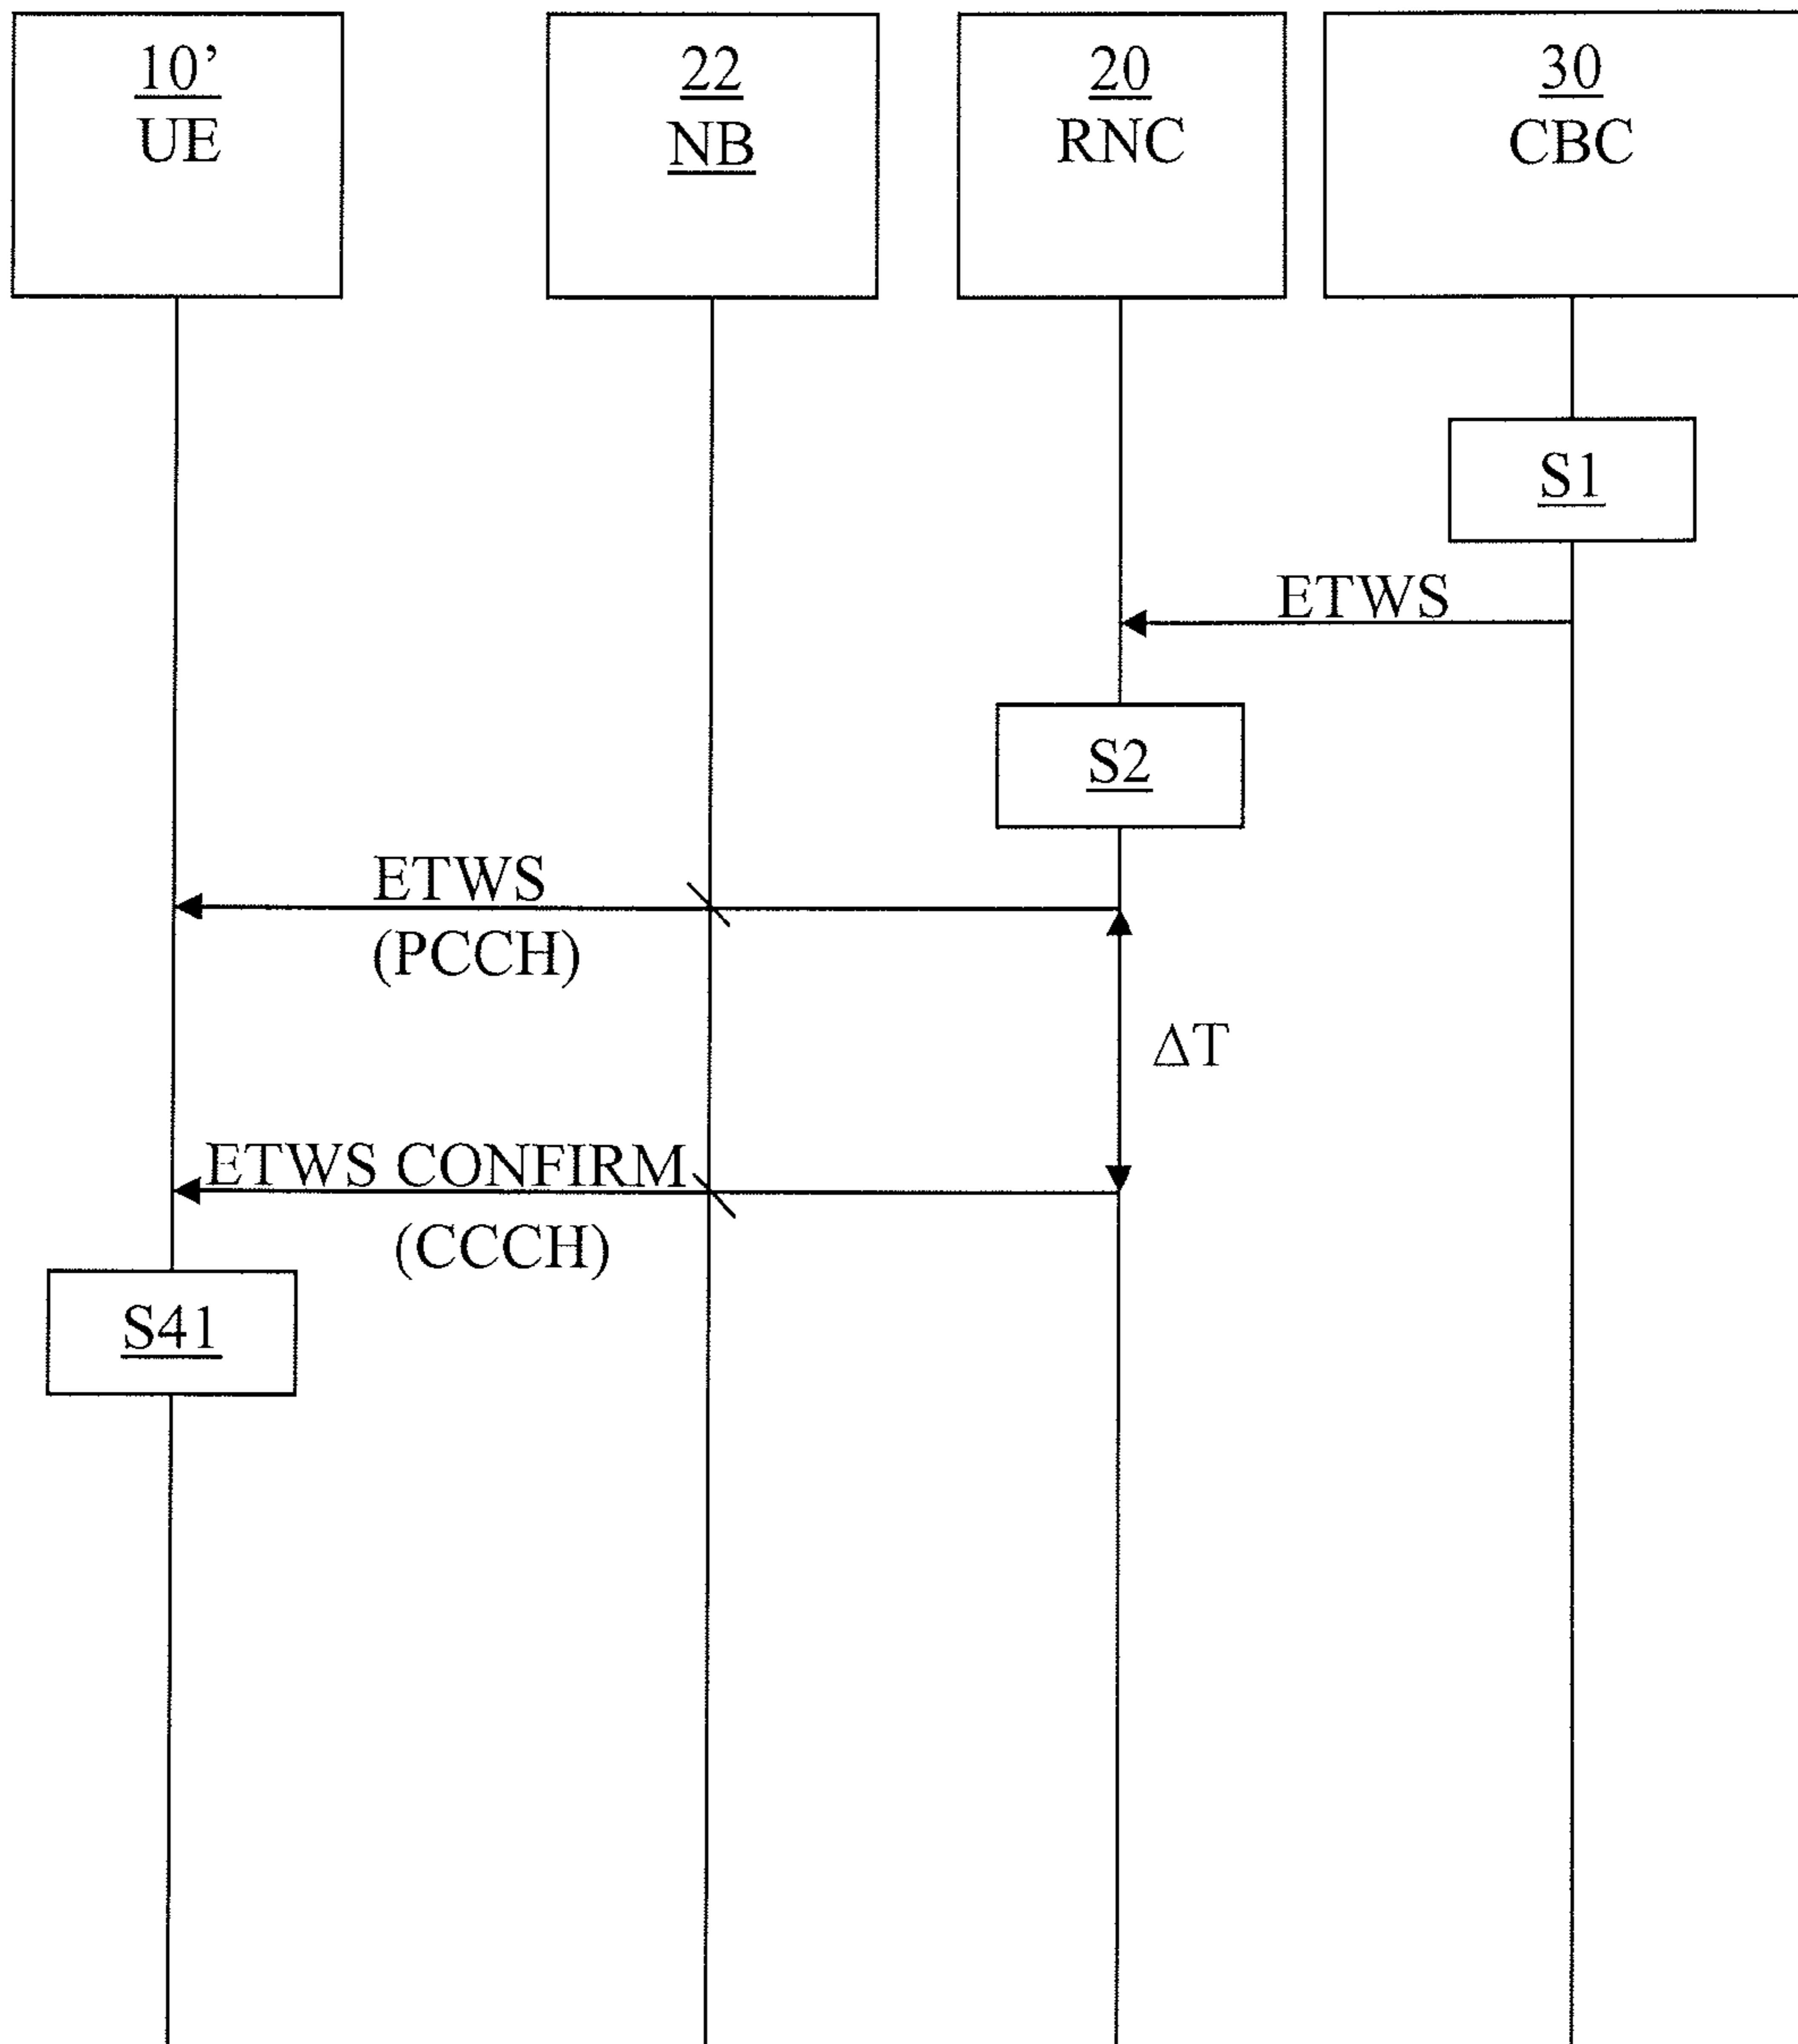 10’
UE
22
NB
20
RNC
30
CBC
S1
ETWS
S2
ETWS
(PCCH)
ΔT
ETWS CONFIRM
(CCCH)
S41